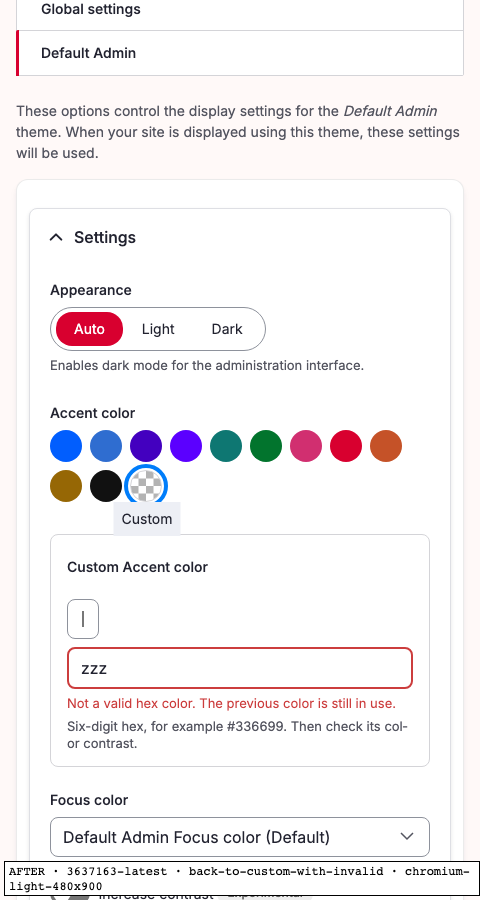 Global settings
Default Admin
These options control the display settings for the Default Admin
theme. When your site is displayed using this theme, these settings
will be used.
Settings
Appearance
Auto Light Dark
Enables dark mode for the administration interface.
Accent color
Custom
Custom Accent color
zzz
Not a valid hex color. The previous color is still in use.
Six-digit hex, for example #336699. Then check its col-
or contrast.
Focus color
Default Admin Focus color (Default)
AFTER · 3637163-latest · back-to-custom-with-invalid · chromium-
light-480x900
Increase contrast